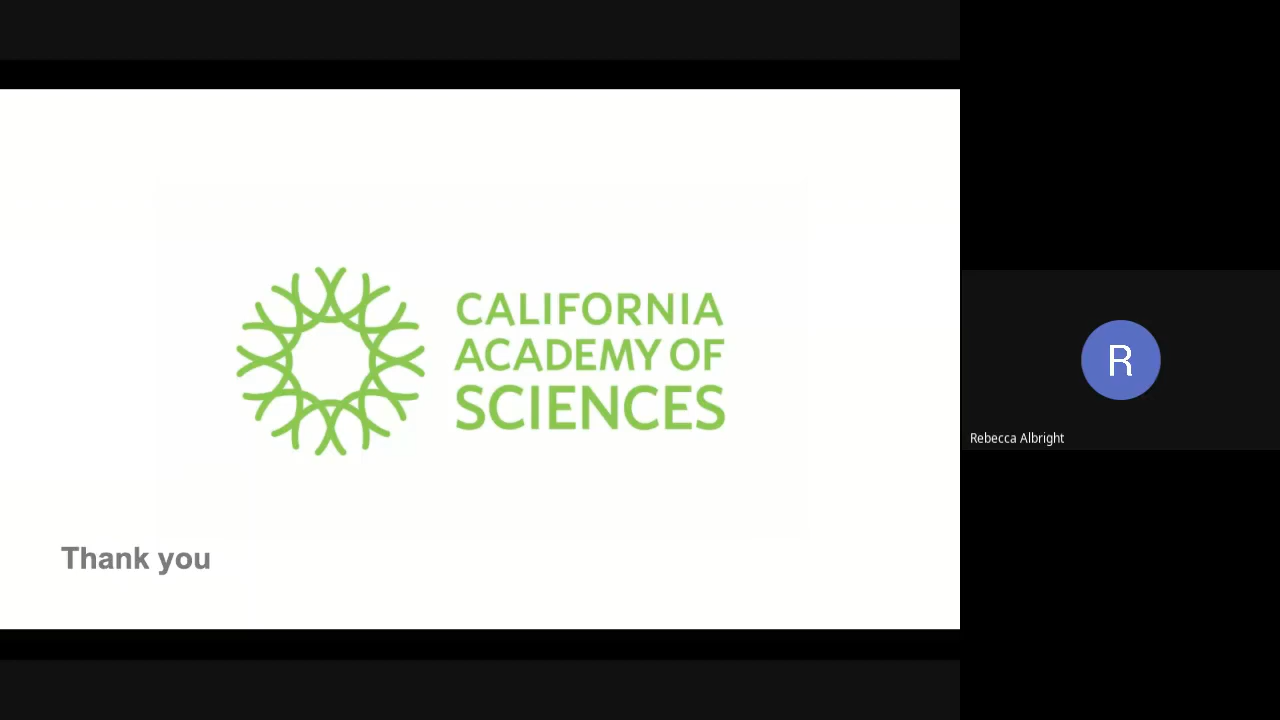 CALIFORNIA
ACADEMY OF
SCIENCES
Thank you
R
Rebecca Albright